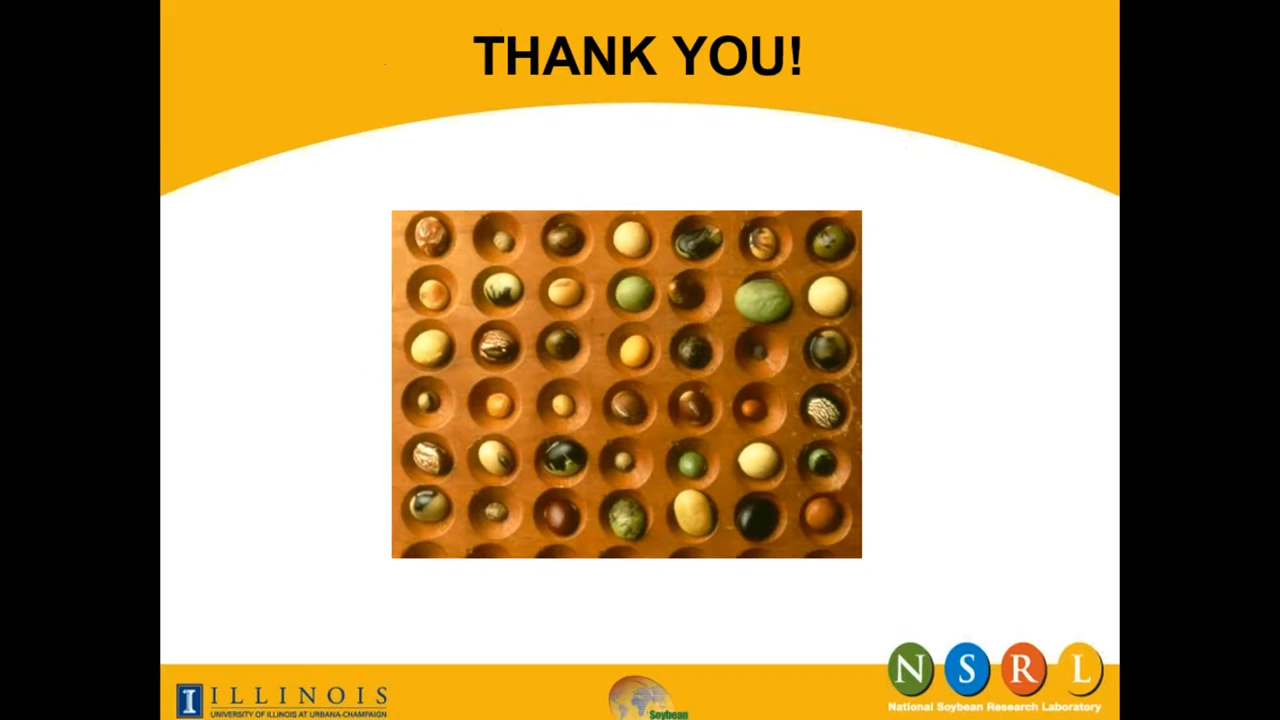 THANK YOU!
N S R L
National Soybean Research Laboratory
I ILLINOIS
UNIVERSITY OF ILLINOIS AT URBANA-CHAMPAIGN
Soybean